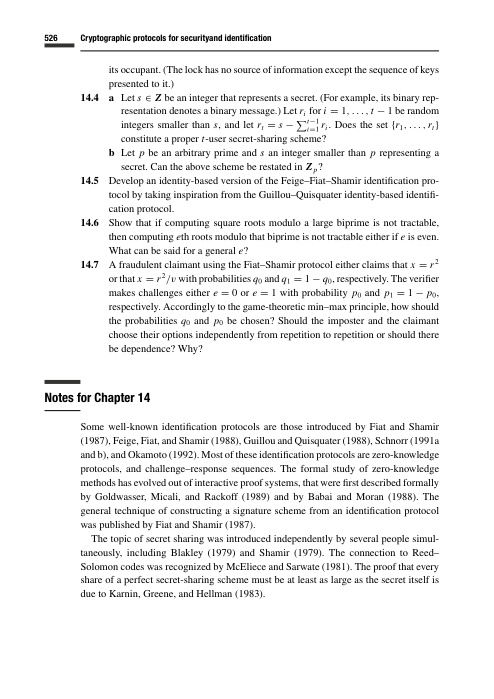 526 Cryptographic protocols for securityand identification
its occupant. (The lock has no source of information except the sequence of keys
presented to it.)
14.4 a Let s ∈ Z be an integer that represents a secret. (For example, its binary rep-
resentation denotes a binary message.) Let r_i for i = 1, . . . , t − 1 be random
integers smaller than s, and let r_t = s − ∑_{i=1}^{t−1} r_i. Does the set {r_1, . . . , r_t}
constitute a proper t-user secret-sharing scheme?
b Let p be an arbitrary prime and s an integer smaller than p representing a
secret. Can the above scheme be restated in Z_p?
14.5 Develop an identity-based version of the Feige–Fiat–Shamir identification pro-
tocol by taking inspiration from the Guillou–Quisquater identity-based identifi-
cation protocol.
14.6 Show that if computing square roots modulo a large biprime is not tractable,
then computing eth roots modulo that biprime is not tractable either if e is even.
What can be said for a general e?
14.7 A fraudulent claimant using the Fiat–Shamir protocol either claims that x = r²
or that x = r²/v with probabilities q_0 and q_1 = 1 − q_0, respectively. The verifier
makes challenges either e = 0 or e = 1 with probability p_0 and p_1 = 1 − p_0,
respectively. Accordingly to the game-theoretic min–max principle, how should
the probabilities q_0 and p_0 be chosen? Should the imposter and the claimant
choose their options independently from repetition to repetition or should there
be dependence? Why?
Notes for Chapter 14
Some well-known identification protocols are those introduced by Fiat and Shamir
(1987), Feige, Fiat, and Shamir (1988), Guillou and Quisquater (1988), Schnorr (1991a
and b), and Okamoto (1992). Most of these identification protocols are zero-knowledge
protocols, and challenge–response sequences. The formal study of zero-knowledge
methods has evolved out of interactive proof systems, that were first described formally
by Goldwasser, Micali, and Rackoff (1989) and by Babai and Moran (1988). The
general technique of constructing a signature scheme from an identification protocol
was published by Fiat and Shamir (1987).
The topic of secret sharing was introduced independently by several people simul-
taneously, including Blakley (1979) and Shamir (1979). The connection to Reed–
Solomon codes was recognized by McEliece and Sarwate (1981). The proof that every
share of a perfect secret-sharing scheme must be at least as large as the secret itself is
due to Karnin, Greene, and Hellman (1983).